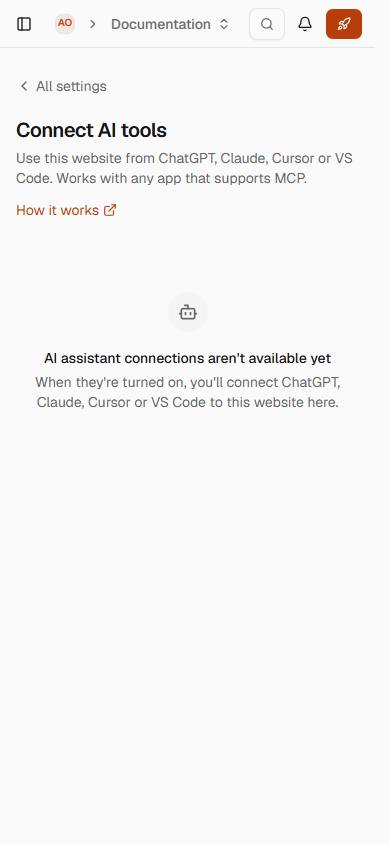 AO
Documentation
All settings
Connect AI tools
Use this website from ChatGPT, Claude, Cursor or VS
Code. Works with any app that supports MCP.
How it works
AI assistant connections aren't available yet
When they're turned on, you'll connect ChatGPT,
Claude, Cursor or VS Code to this website here.